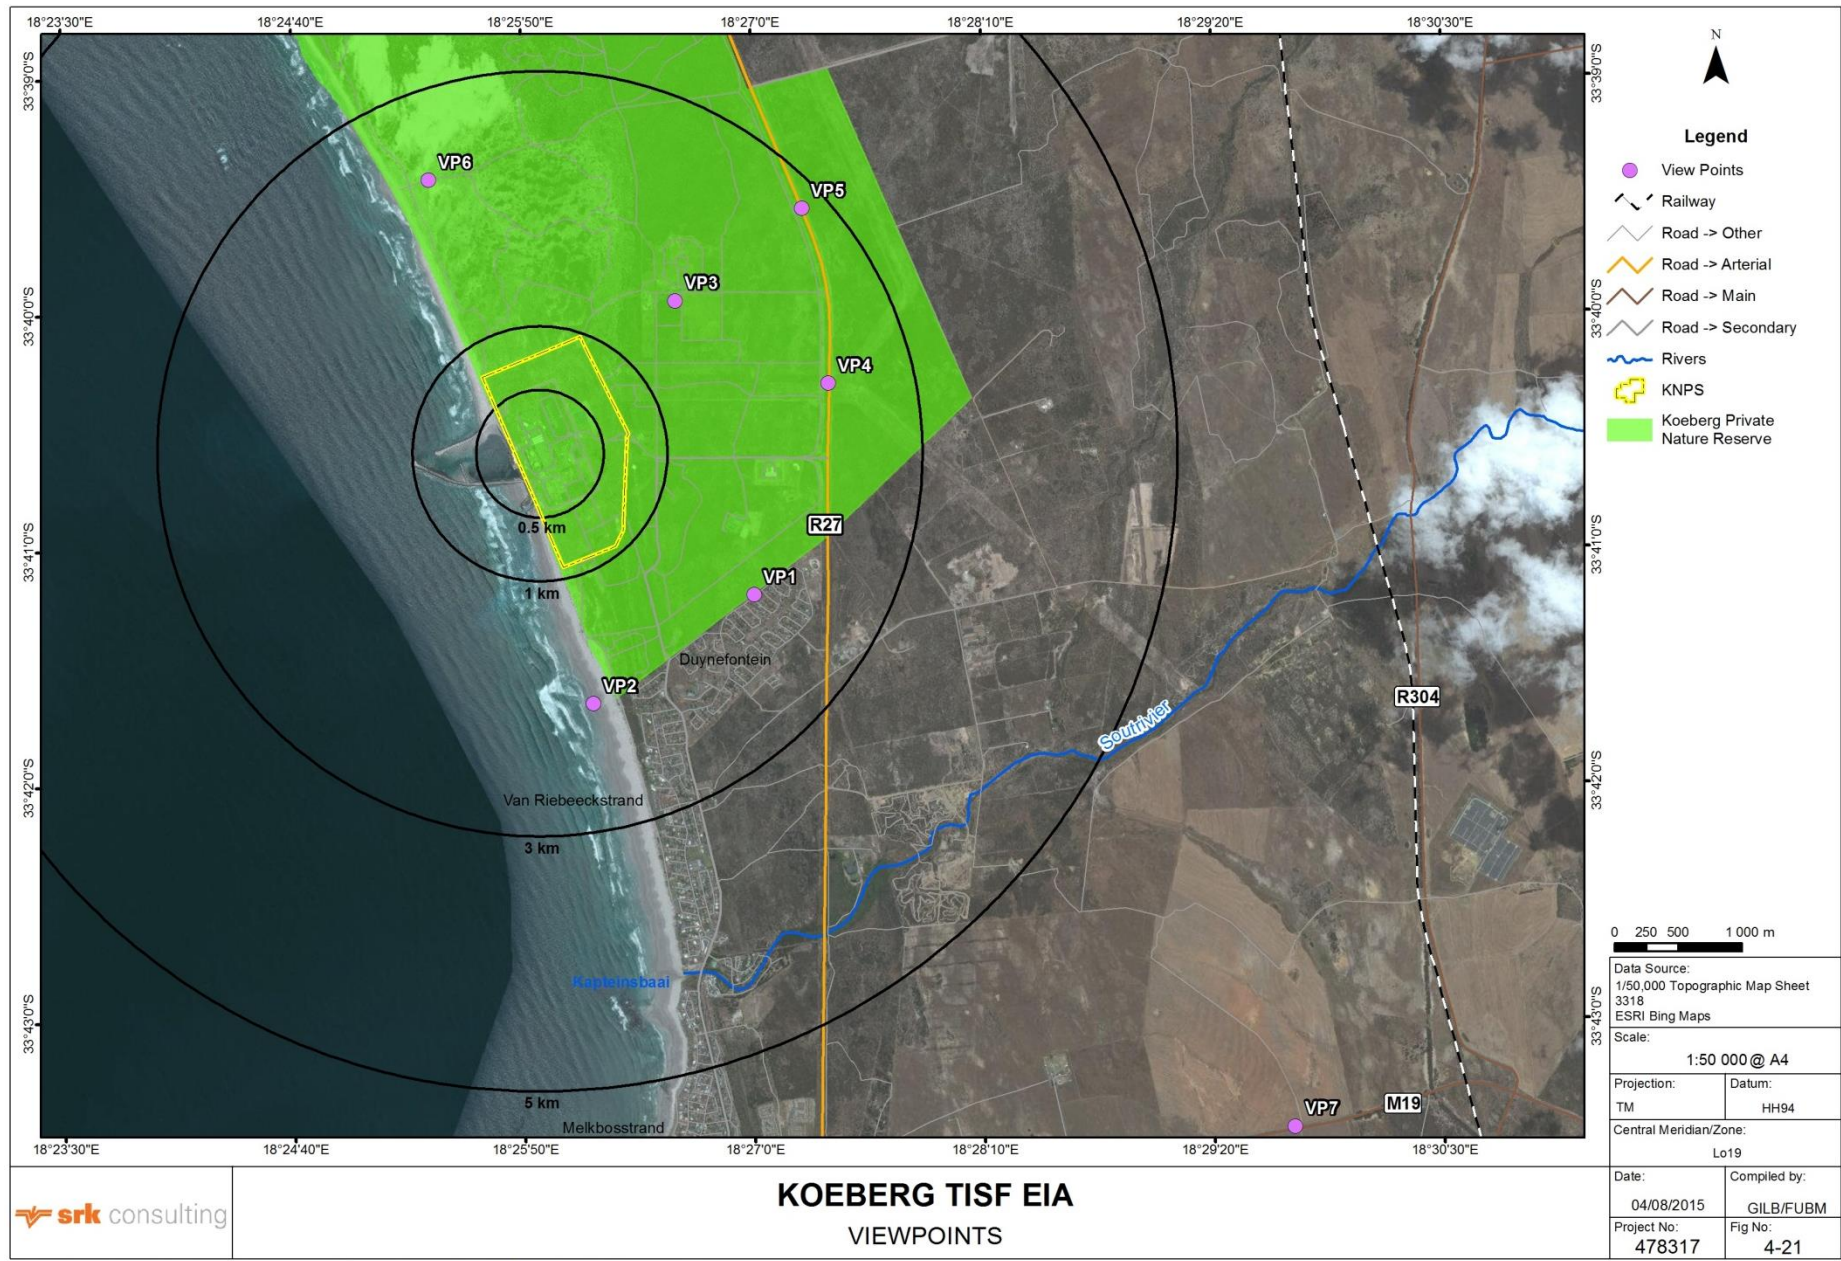 18°23'30"E
18°24'40"E
18°25'50"E
18°27'0"E
18°28'10"E
18°29'20"E
18°30'30"E
33°39'0"S
33°40'0"S
33°41'0"S
33°42'0"S
33°43'0"S
VP6
VP5
VP3
VP4
0.5 km
R27
VP1
1 km
Duynefontein
VP2
R304
Soutrivier
Van Riebeeckstrand
3 km
Kapteinsbaai
5 km
Melkbosstrand
VP7
M19
33°39'0"S
33°40'0"S
33°41'0"S
33°42'0"S
33°43'0"S
18°23'30"E
18°24'40"E
18°25'50"E
18°27'0"E
18°28'10"E
18°29'20"E
18°30'30"E
N
Legend
View Points
Railway
Road -> Other
Road -> Arterial
Road -> Main
Road -> Secondary
Rivers
KNPS
Koeberg Private
Nature Reserve
0 250 500 1 000 m
Data Source:
1/50,000 Topographic Map Sheet
3318
ESRI Bing Maps
Scale:
1:50 000 @ A4
Projection:
TM
Datum:
HH94
Central Meridian/Zone:
Lo19
Date:
04/08/2015
Compiled by:
GILB/FUBM
Project No:
478317
Fig No:
4-21
srk consulting
KOEBERG TISF EIA
VIEWPOINTS